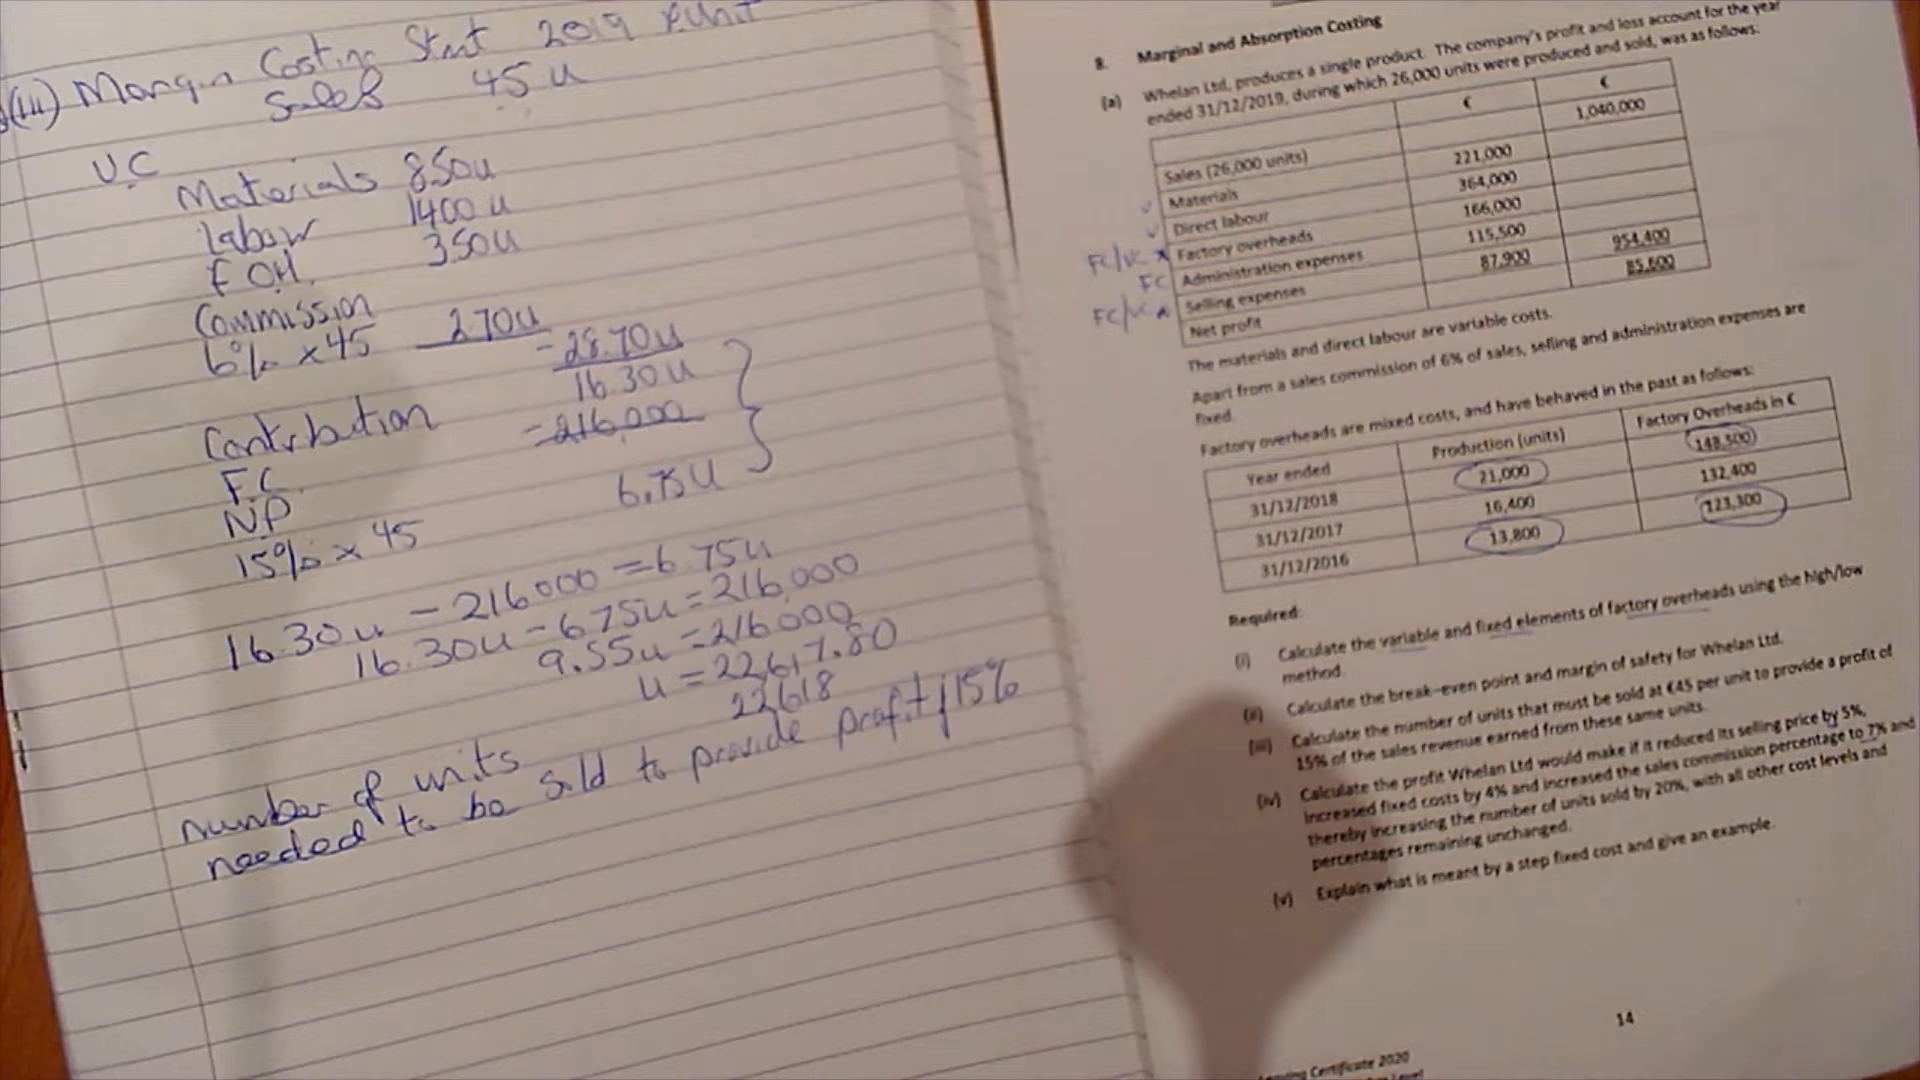 (iii) Margin Costing Stmt 2019 P.Unit
Sales 45 u
V.C
Materials 8.50u
labour 14.00 u
F OH. 3.50u
Commission
6% x 45 2.70u - 28.70u
16.30u
Contribution
F.C. - 216,000
NP
15% x 45 6.75u
16.30u - 216000 = 6.75u
16.30u - 6.75u = 216,000
9.55u = 216000
u = 22617.80
22618
number of units
needed to be sold to provide profit of 15%
8. Marginal and Absorption Costing
(a) Whelan Ltd, produces a single product. The company's profit and loss account for the year
ended 31/12/2019, during which 26,000 units were produced and sold, was as follows:
€ €
Sales (26,000 units) 1,040,000
Materials 221,000
Direct labour 364,000
FC/VC Factory overheads 166,000
FC Administration expenses 115,500
FC/VC Selling expenses 87,900 954,400
Net profit 85,600
The materials and direct labour are variable costs.
Apart from a sales commission of 6% of sales, selling and administration expenses are
fixed.
Factory overheads are mixed costs, and have behaved in the past as follows:
Year ended Production (units) Factory Overheads in €
31/12/2018 21,000 148,500
31/12/2017 16,400 132,400
31/12/2016 13,800 123,300
Required:
(i) Calculate the variable and fixed elements of factory overheads using the high/low
method.
(ii) Calculate the break-even point and margin of safety for Whelan Ltd.
(iii) Calculate the number of units that must be sold at €45 per unit to provide a profit of
15% of the sales revenue earned from these same units.
(iv) Calculate the profit Whelan Ltd would make if it reduced its selling price by 5%,
increased fixed costs by 4% and increased the sales commission percentage to 7% and
thereby increasing the number of units sold by 20%, with all other cost levels and
percentages remaining unchanged.
(v) Explain what is meant by a step fixed cost and give an example.
14
Certificate 2020
Level